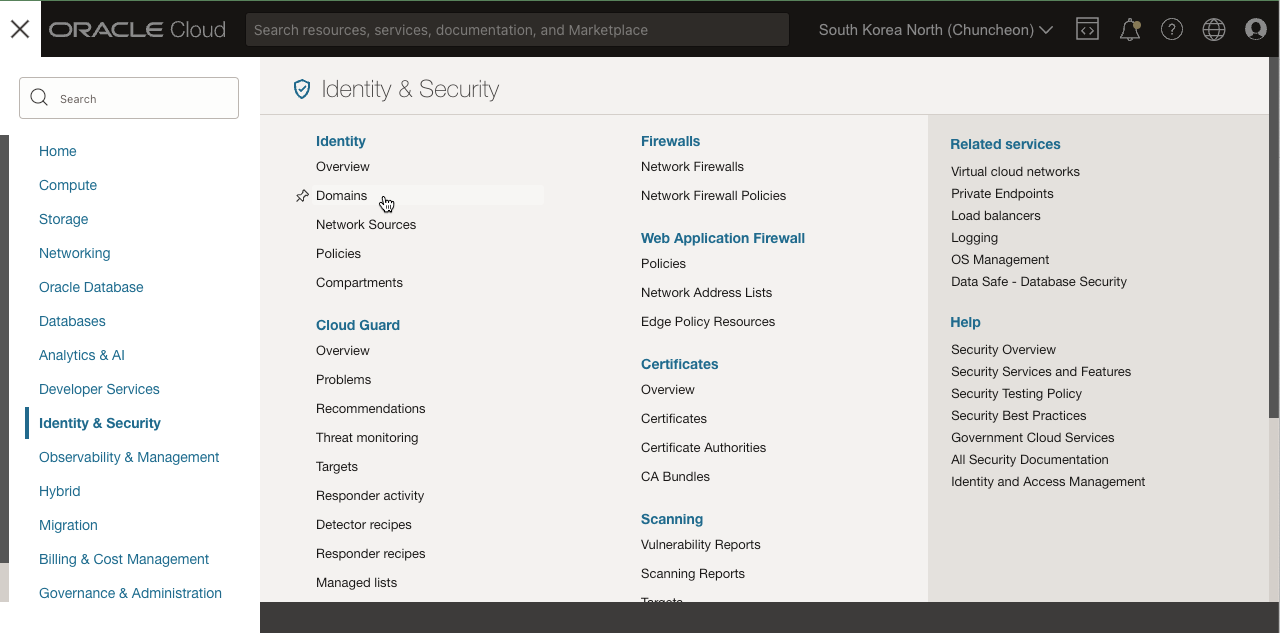 ORACLE Cloud
Search resources, services, documentation, and Marketplace
South Korea North (Chuncheon)
Search
Home
Compute
Storage
Networking
Oracle Database
Databases
Analytics & AI
Developer Services
Identity & Security
Observability & Management
Hybrid
Migration
Billing & Cost Management
Governance & Administration
Identity & Security
Identity
Overview
Domains
Network Sources
Policies
Compartments
Cloud Guard
Overview
Problems
Recommendations
Threat monitoring
Targets
Responder activity
Detector recipes
Responder recipes
Managed lists
Firewalls
Network Firewalls
Network Firewall Policies
Web Application Firewall
Policies
Network Address Lists
Edge Policy Resources
Certificates
Overview
Certificates
Certificate Authorities
CA Bundles
Scanning
Vulnerability Reports
Scanning Reports
Targets
Related services
Virtual cloud networks
Private Endpoints
Load balancers
Logging
OS Management
Data Safe - Database Security
Help
Security Overview
Security Services and Features
Security Testing Policy
Security Best Practices
Government Cloud Services
All Security Documentation
Identity and Access Management